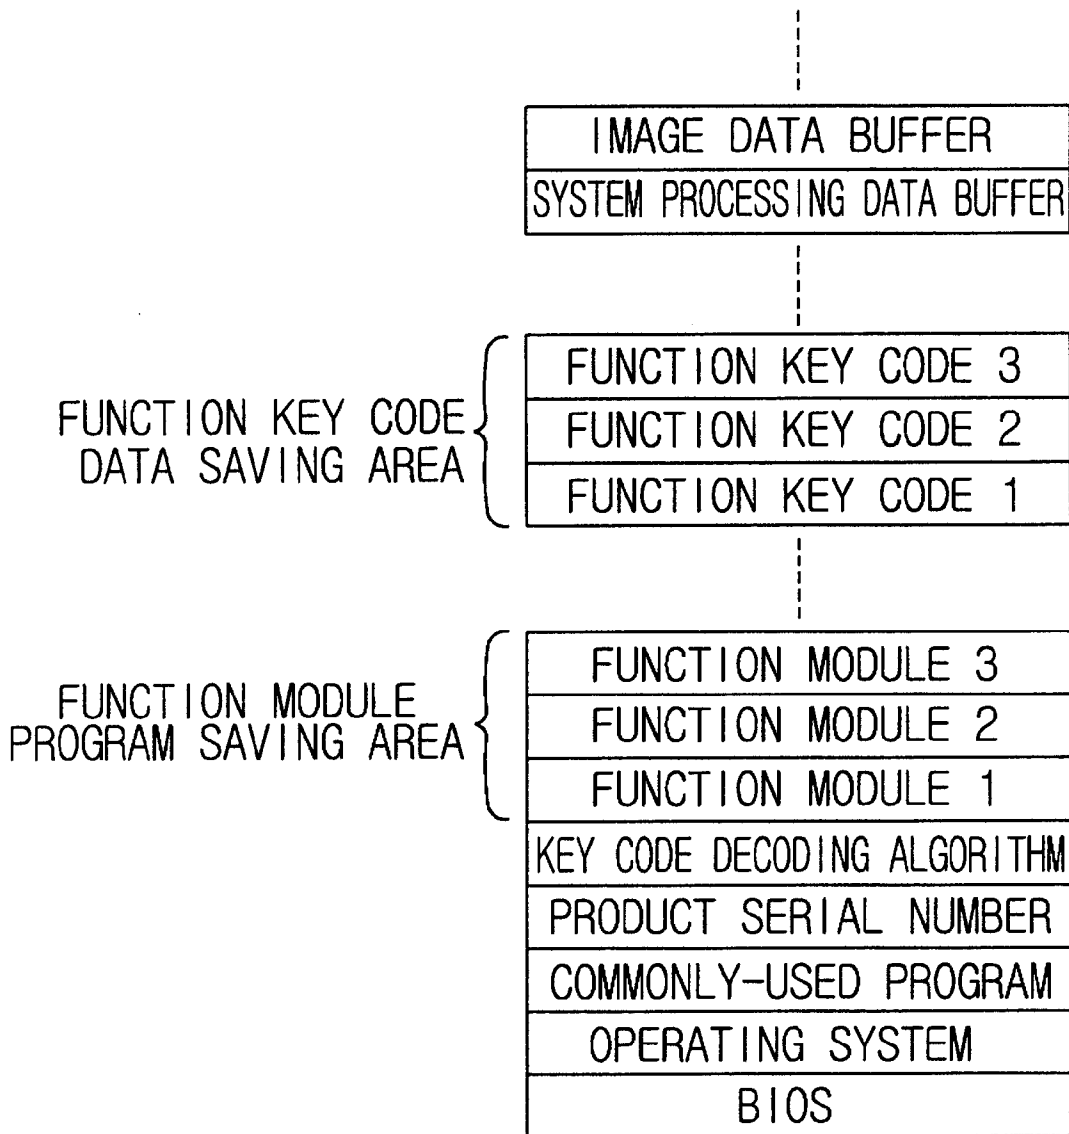 IMAGE DATA BUFFER
SYSTEM PROCESSING DATA BUFFER
FUNCTION KEY CODE
DATA SAVING AREA
FUNCTION KEY CODE 3
FUNCTION KEY CODE 2
FUNCTION KEY CODE 1
FUNCTION MODULE
PROGRAM SAVING AREA
FUNCTION MODULE 3
FUNCTION MODULE 2
FUNCTION MODULE 1
KEY CODE DECODING ALGORITHM
PRODUCT SERIAL NUMBER
COMMONLY-USED PROGRAM
OPERATING SYSTEM
BIOS